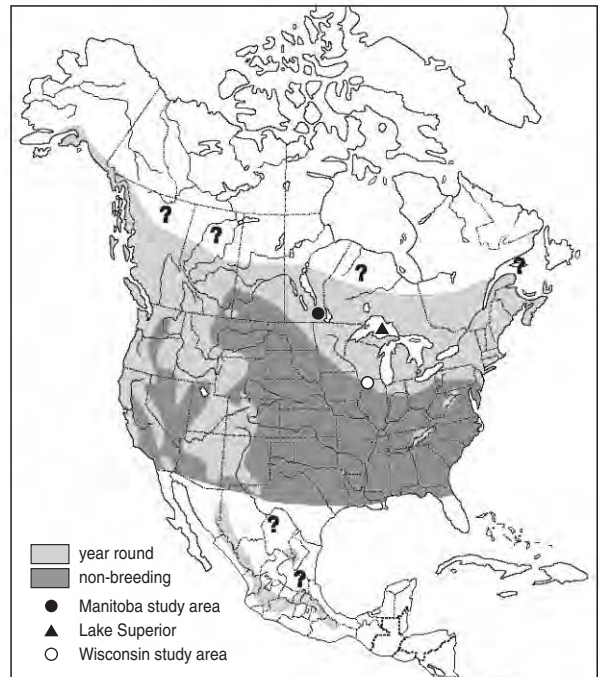 ?
?
?
?
?
?
year round
non-breeding
Manitoba study area
Lake Superior
Wisconsin study area